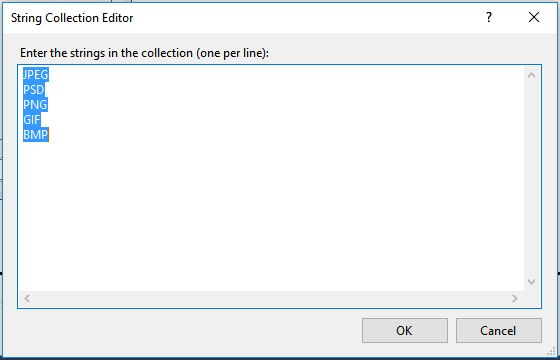 String Collection Editor
?
Enter the strings in the collection (one per line):
JPEG
PSD
PNG
GIF
BMP
OK
Cancel